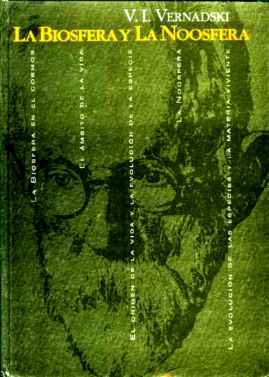 V. I. VERNADSKI
LA BIOSFERA Y LA NOOSFERA
LA BIOSFERA EN EL COSMOS
EL ÁMBITO DE LA VIDA
EL ORIGEN DE LA VIDA Y LA EVOLUCIÓN DE LA ESPECIE
LA NOOSFERA
LA EVOLUCIÓN DE LAS ESPECIES Y LA MATERIA VIVIENTE